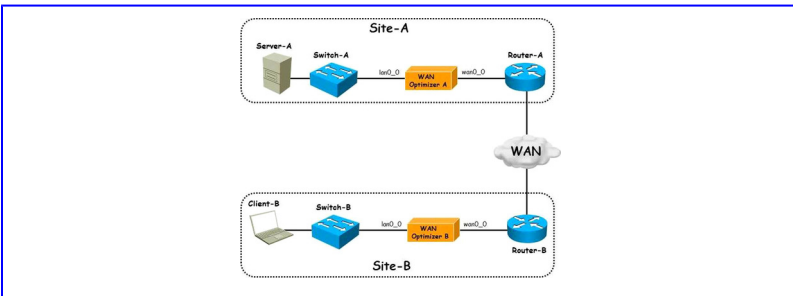 Site-A
Server-A
Switch-A
Router-A
lan0_0
wan0_0
WAN
Optimizer A
WAN
Client-B
Switch-B
lan0_0
wan0_0
WAN
Optimizer B
Router-B
Site-B